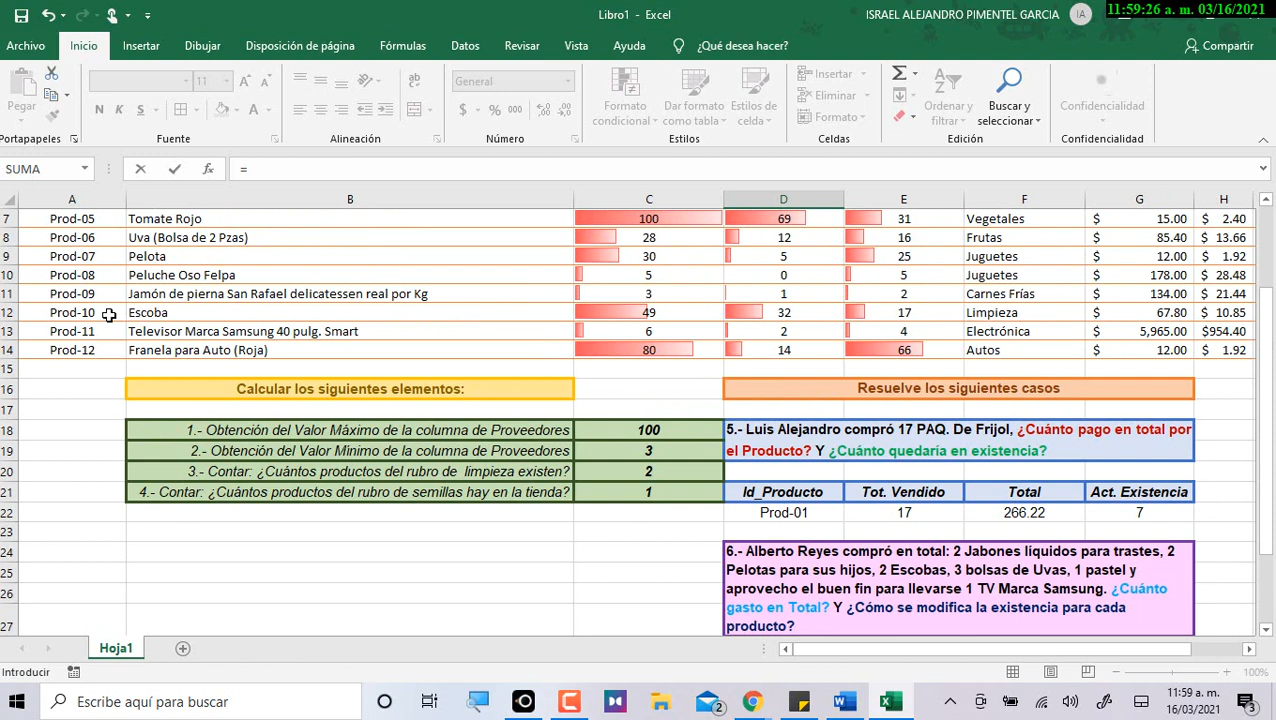 Libro1 - Excel
ISRAEL ALEJANDRO PIMENTEL GARCIA
IA
11:59:26 a. m. 03/16/2021
Archivo Inicio Insertar Dibujar Disposición de página Fórmulas Datos Revisar Vista Ayuda ¿Qué desea hacer? Compartir
Pegar
N K S
General
$ % 000
Formato condicional
Dar formato como tabla
Estilos de celda
Insertar
Eliminar
Formato
Ordenar y filtrar
Buscar y seleccionar
Confidencialidad
Portapapeles Fuente Alineación Número Estilos Celdas Edición Confidencialidad
SUMA fx =
A B C D E F G H
7 Prod-05 Tomate Rojo 100 69 31 Vegetales $ 15.00 $ 2.40
8 Prod-06 Uva (Bolsa de 2 Pzas) 28 12 16 Frutas $ 85.40 $ 13.66
9 Prod-07 Pelota 30 5 25 Juguetes $ 12.00 $ 1.92
10 Prod-08 Peluche Oso Felpa 5 0 5 Juguetes $ 178.00 $ 28.48
11 Prod-09 Jamón de pierna San Rafael delicatessen real por Kg 3 1 2 Carnes Frías $ 134.00 $ 21.44
12 Prod-10 Escoba 49 32 17 Limpieza $ 67.80 $ 10.85
13 Prod-11 Televisor Marca Samsung 40 pulg. Smart 6 2 4 Electrónica $ 5,965.00 $954.40
14 Prod-12 Franela para Auto (Roja) 80 14 66 Autos $ 12.00 $ 1.92
15
16 Calcular los siguientes elementos: Resuelve los siguientes casos
17
18 1.- Obtención del Valor Máximo de la columna de Proveedores 100 5.- Luis Alejandro compró 17 PAQ. De Frijol, ¿Cuánto pago en total por
19 2.- Obtención del Valor Mínimo de la columna de Proveedores 3 el Producto? Y ¿Cuánto quedaría en existencia?
20 3.- Contar: ¿Cuántos productos del rubro de limpieza existen? 2
21 4.- Contar: ¿Cuántos productos del rubro de semillas hay en la tienda? 1 Id_Producto Tot. Vendido Total Act. Existencia
22 Prod-01 17 266.22 7
23
24 6.- Alberto Reyes compró en total: 2 Jabones líquidos para trastes, 2
25 Pelotas para sus hijos, 2 Escobas, 3 bolsas de Uvas, 1 pastel y
26 aprovecho el buen fin para llevarse 1 TV Marca Samsung. ¿Cuánto
gasto en Total? Y ¿Cómo se modifica la existencia para cada
27 producto?
Hoja1
Introducir
100%
Escribe aquí para buscar
2
11:59 a. m.
16/03/2021
3